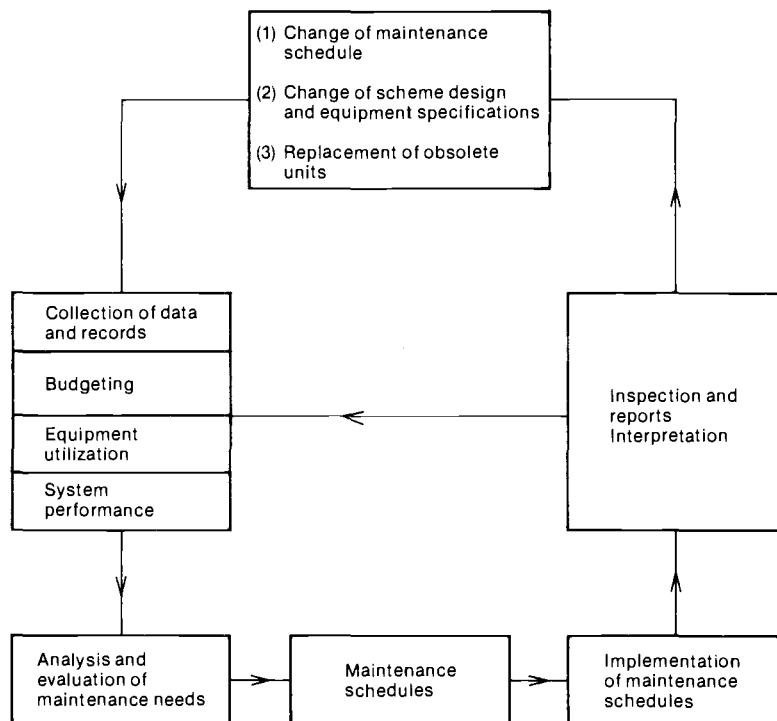 (1) Change of maintenance
schedule
(2) Change of scheme design
and equipment specifications
(3) Replacement of obsolete
units
Collection of data
and records
Budgeting
Equipment
utilization
System
performance
Inspection and
reports
Interpretation
Analysis and
evaluation of
maintenance needs
Maintenance
schedules
Implementation
of maintenance
schedules